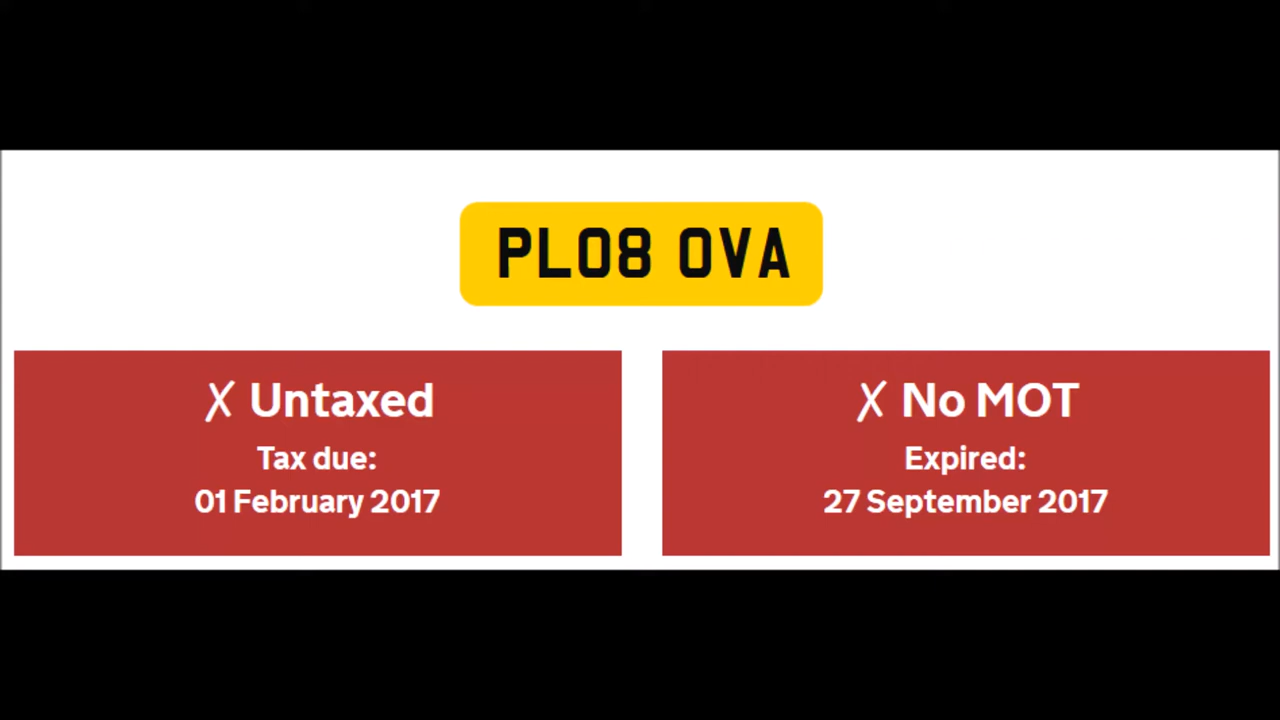 PL08 OVA
✗ Untaxed
Tax due:
01 February 2017
✗ No MOT
Expired:
27 September 2017